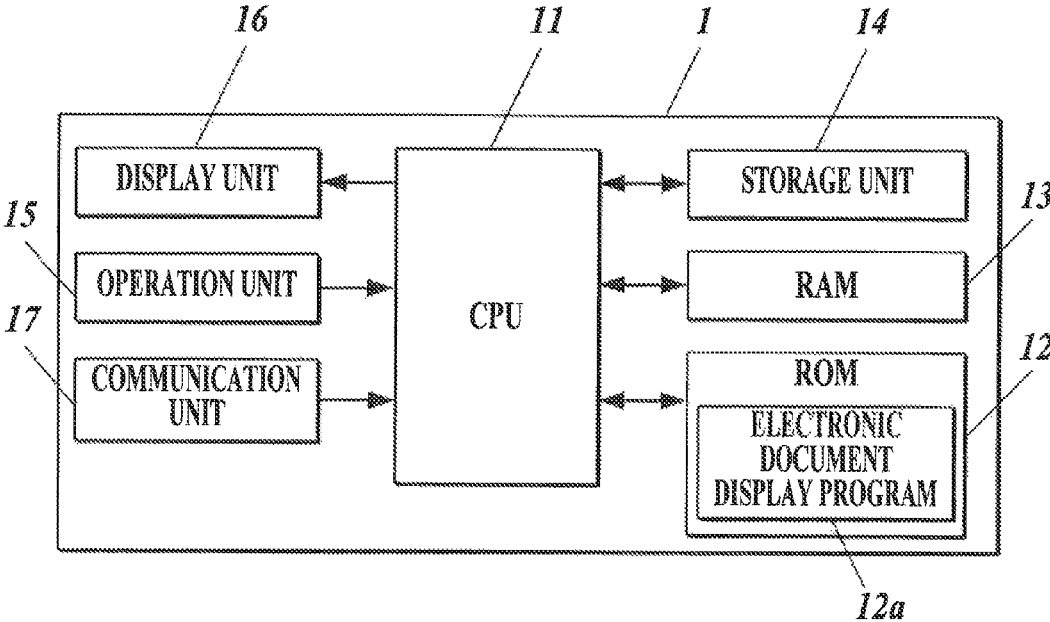 16
11
1
14
DISPLAY UNIT
STORAGE UNIT
15
13
OPERATION UNIT
CPU
RAM
17
12
COMMUNICATION
UNIT
ROM
ELECTRONIC
DOCUMENT
DISPLAY PROGRAM
12a